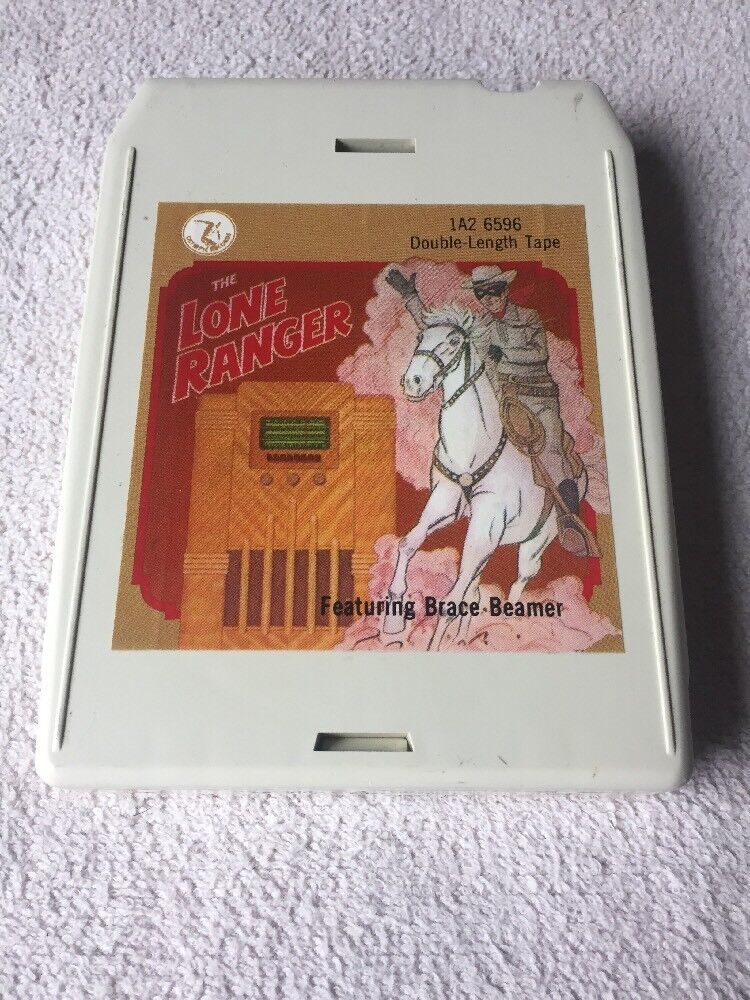 1A2 6596
Double-Length Tape
THE
LONE
RANGER
Featuring Brace Beamer